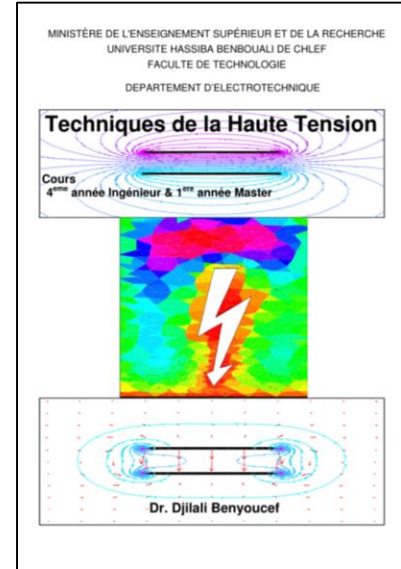 MINISTÈRE DE L'ENSEIGNEMENT SUPÉRIEUR ET DE LA RECHERCHE
UNIVERSITE HASSIBA BENBOUALI DE CHLEF
FACULTE DE TECHNOLOGIE
DEPARTEMENT D'ELECTROTECHNIQUE
Techniques de la Haute Tension
Cours
4eme année Ingénieur & 1ere année Master
Dr. Djilali Benyoucef